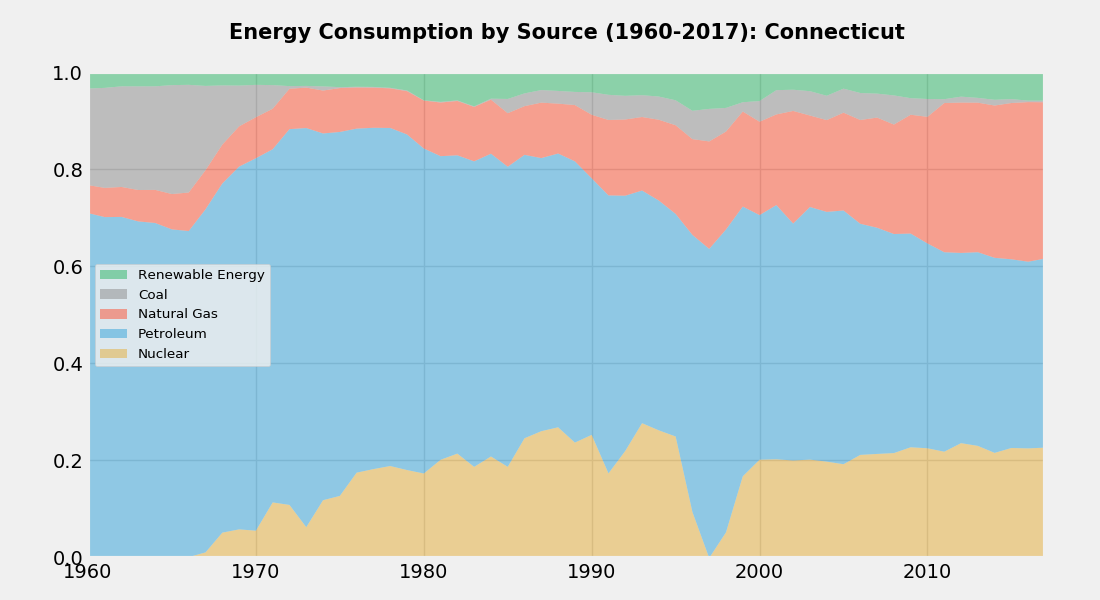 Energy Consumption by Source (1960-2017): Connecticut
1.0
0.8
0.6
Renewable Energy
Coal
Natural Gas
Petroleum
Nuclear
0.4
0.2
0.0
1960 1970 1980 1990 2000 2010